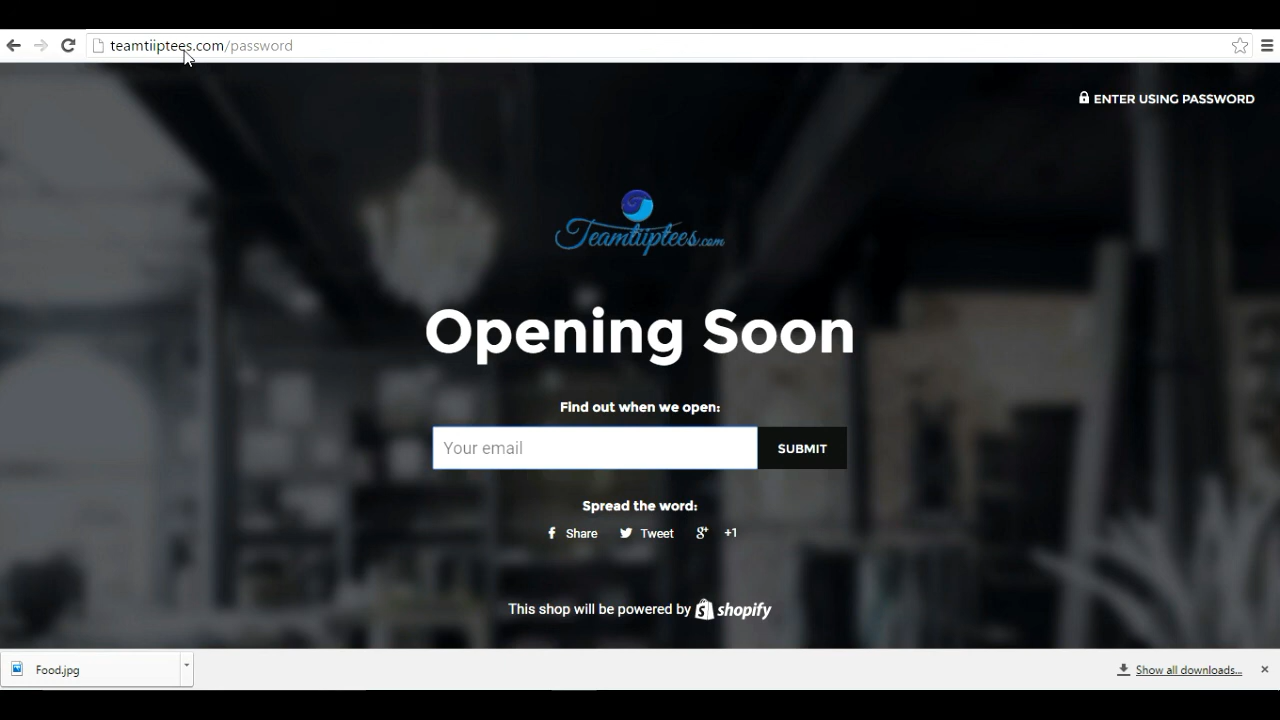 teamtiiptees.com/password
ENTER USING PASSWORD
Teamtiiptees.com
Opening Soon
Find out when we open:
Your email
SUBMIT
Spread the word:
Share Tweet g+ +1
This shop will be powered by shopify
Food.jpg
Show all downloads...